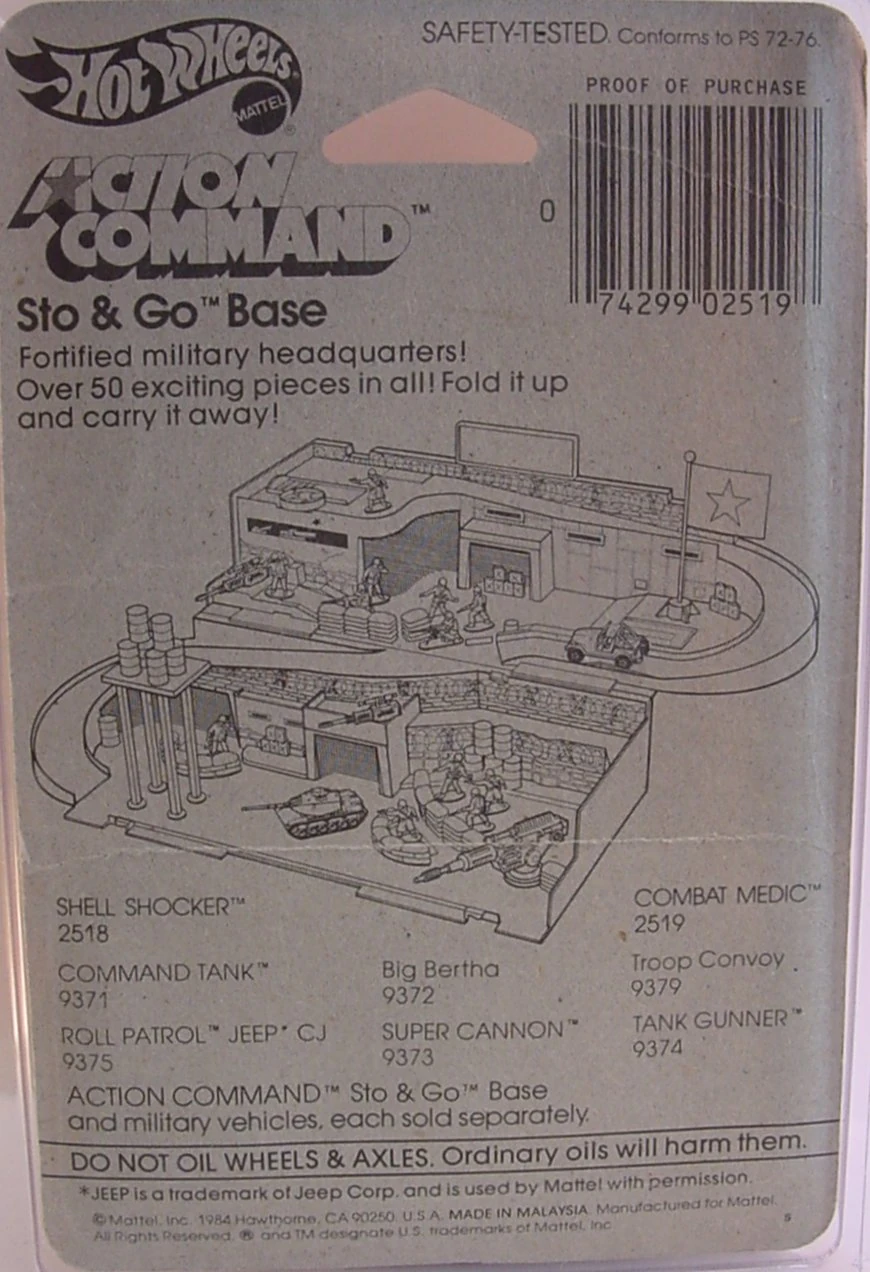 Hot Wheels®
MATTEL
SAFETY-TESTED. Conforms to PS 72-76.
PROOF OF PURCHASE
0 74299 02519
ACTION
COMMAND™
Sto & Go™ Base
Fortified military headquarters!
Over 50 exciting pieces in all! Fold it up
and carry it away!
SHELL SHOCKER™
2518
COMBAT MEDIC™
2519
COMMAND TANK™
9371
Big Bertha
9372
Troop Convoy
9379
ROLL PATROL™ JEEP* CJ
9375
SUPER CANNON™
9373
TANK GUNNER™
9374
ACTION COMMAND™ Sto & Go™ Base
and military vehicles, each sold separately.
DO NOT OIL WHEELS & AXLES. Ordinary oils will harm them.
*JEEP is a trademark of Jeep Corp. and is used by Mattel with permission.
© Mattel, Inc. 1984 Hawthorne, CA 90250. U.S.A. MADE IN MALAYSIA. Manufactured for Mattel.
All Rights Reserved. ® and TM designate U.S. trademarks of Mattel, Inc.
5